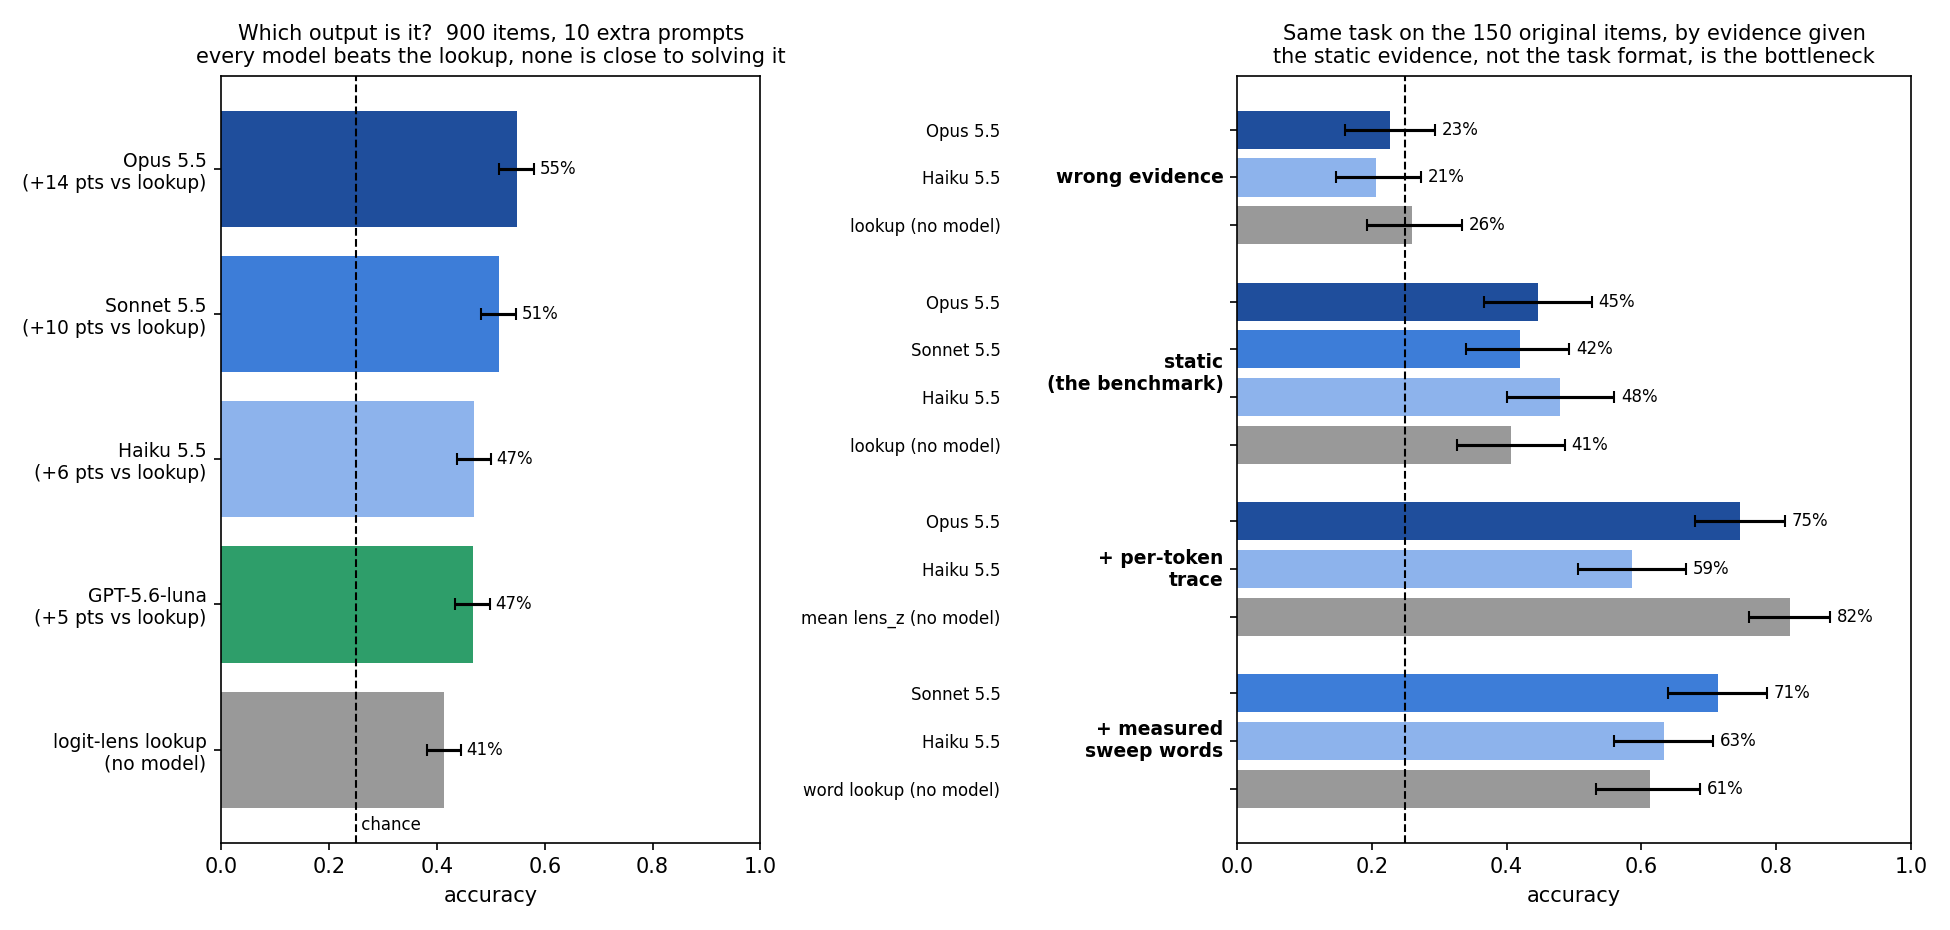 Which output is it?  900 items, 10 extra prompts
every model beats the lookup, none is close to solving it
Opus 5.5
(+14 pts vs lookup)
55%
Sonnet 5.5
(+10 pts vs lookup)
51%
Haiku 5.5
(+6 pts vs lookup)
47%
GPT-5.6-luna
(+5 pts vs lookup)
47%
logit-lens lookup
(no model)
41%
chance
0.0 0.2 0.4 0.6 0.8 1.0
accuracy
Same task on the 150 original items, by evidence given
the static evidence, not the task format, is the bottleneck
wrong evidence
Opus 5.5 23%
Haiku 5.5 21%
lookup (no model) 26%
static
(the benchmark)
Opus 5.5 45%
Sonnet 5.5 42%
Haiku 5.5 48%
lookup (no model) 41%
+ per-token
trace
Opus 5.5 75%
Haiku 5.5 59%
mean lens_z (no model) 82%
+ measured
sweep words
Sonnet 5.5 71%
Haiku 5.5 63%
word lookup (no model) 61%
0.0 0.2 0.4 0.6 0.8 1.0
accuracy